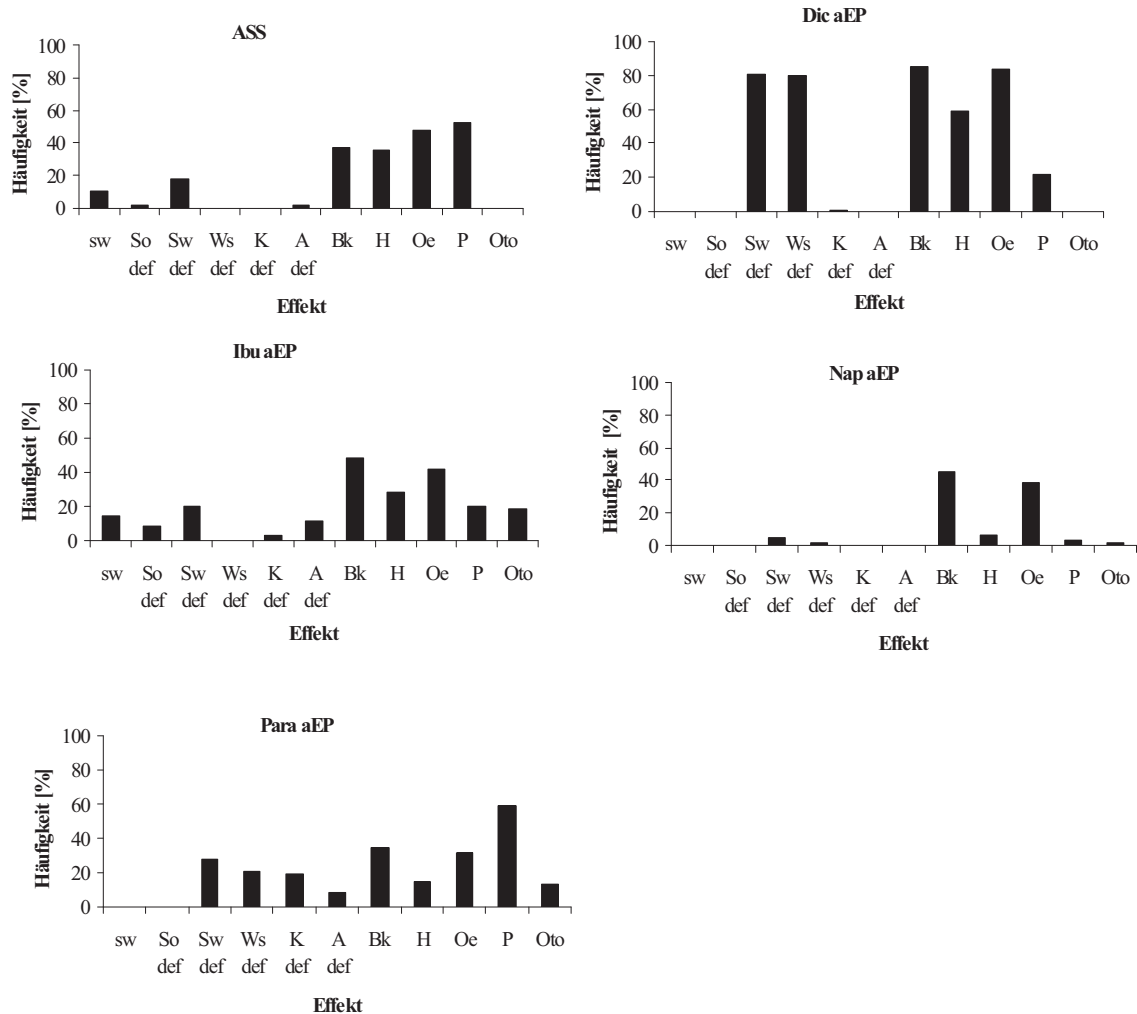 ASS
Häufigkeit [%]
100
80
60
40
20
0
sw So Sw Ws K A Bk H Oe P Oto
def def def def def
Effekt
Dic aEP
Häufigkeit [%]
100
80
60
40
20
0
sw So Sw Ws K A Bk H Oe P Oto
def def def def def
Effekt
Ibu aEP
Häufigkeit [%]
100
80
60
40
20
0
sw So Sw Ws K A Bk H Oe P Oto
def def def def def
Effekt
Nap aEP
Häufigkeit [%]
100
80
60
40
20
0
sw So Sw Ws K A Bk H Oe P Oto
def def def def def
Effekt
Para aEP
Häufigkeit [%]
100
80
60
40
20
0
sw So Sw Ws K A Bk H Oe P Oto
def def def def def
Effekt